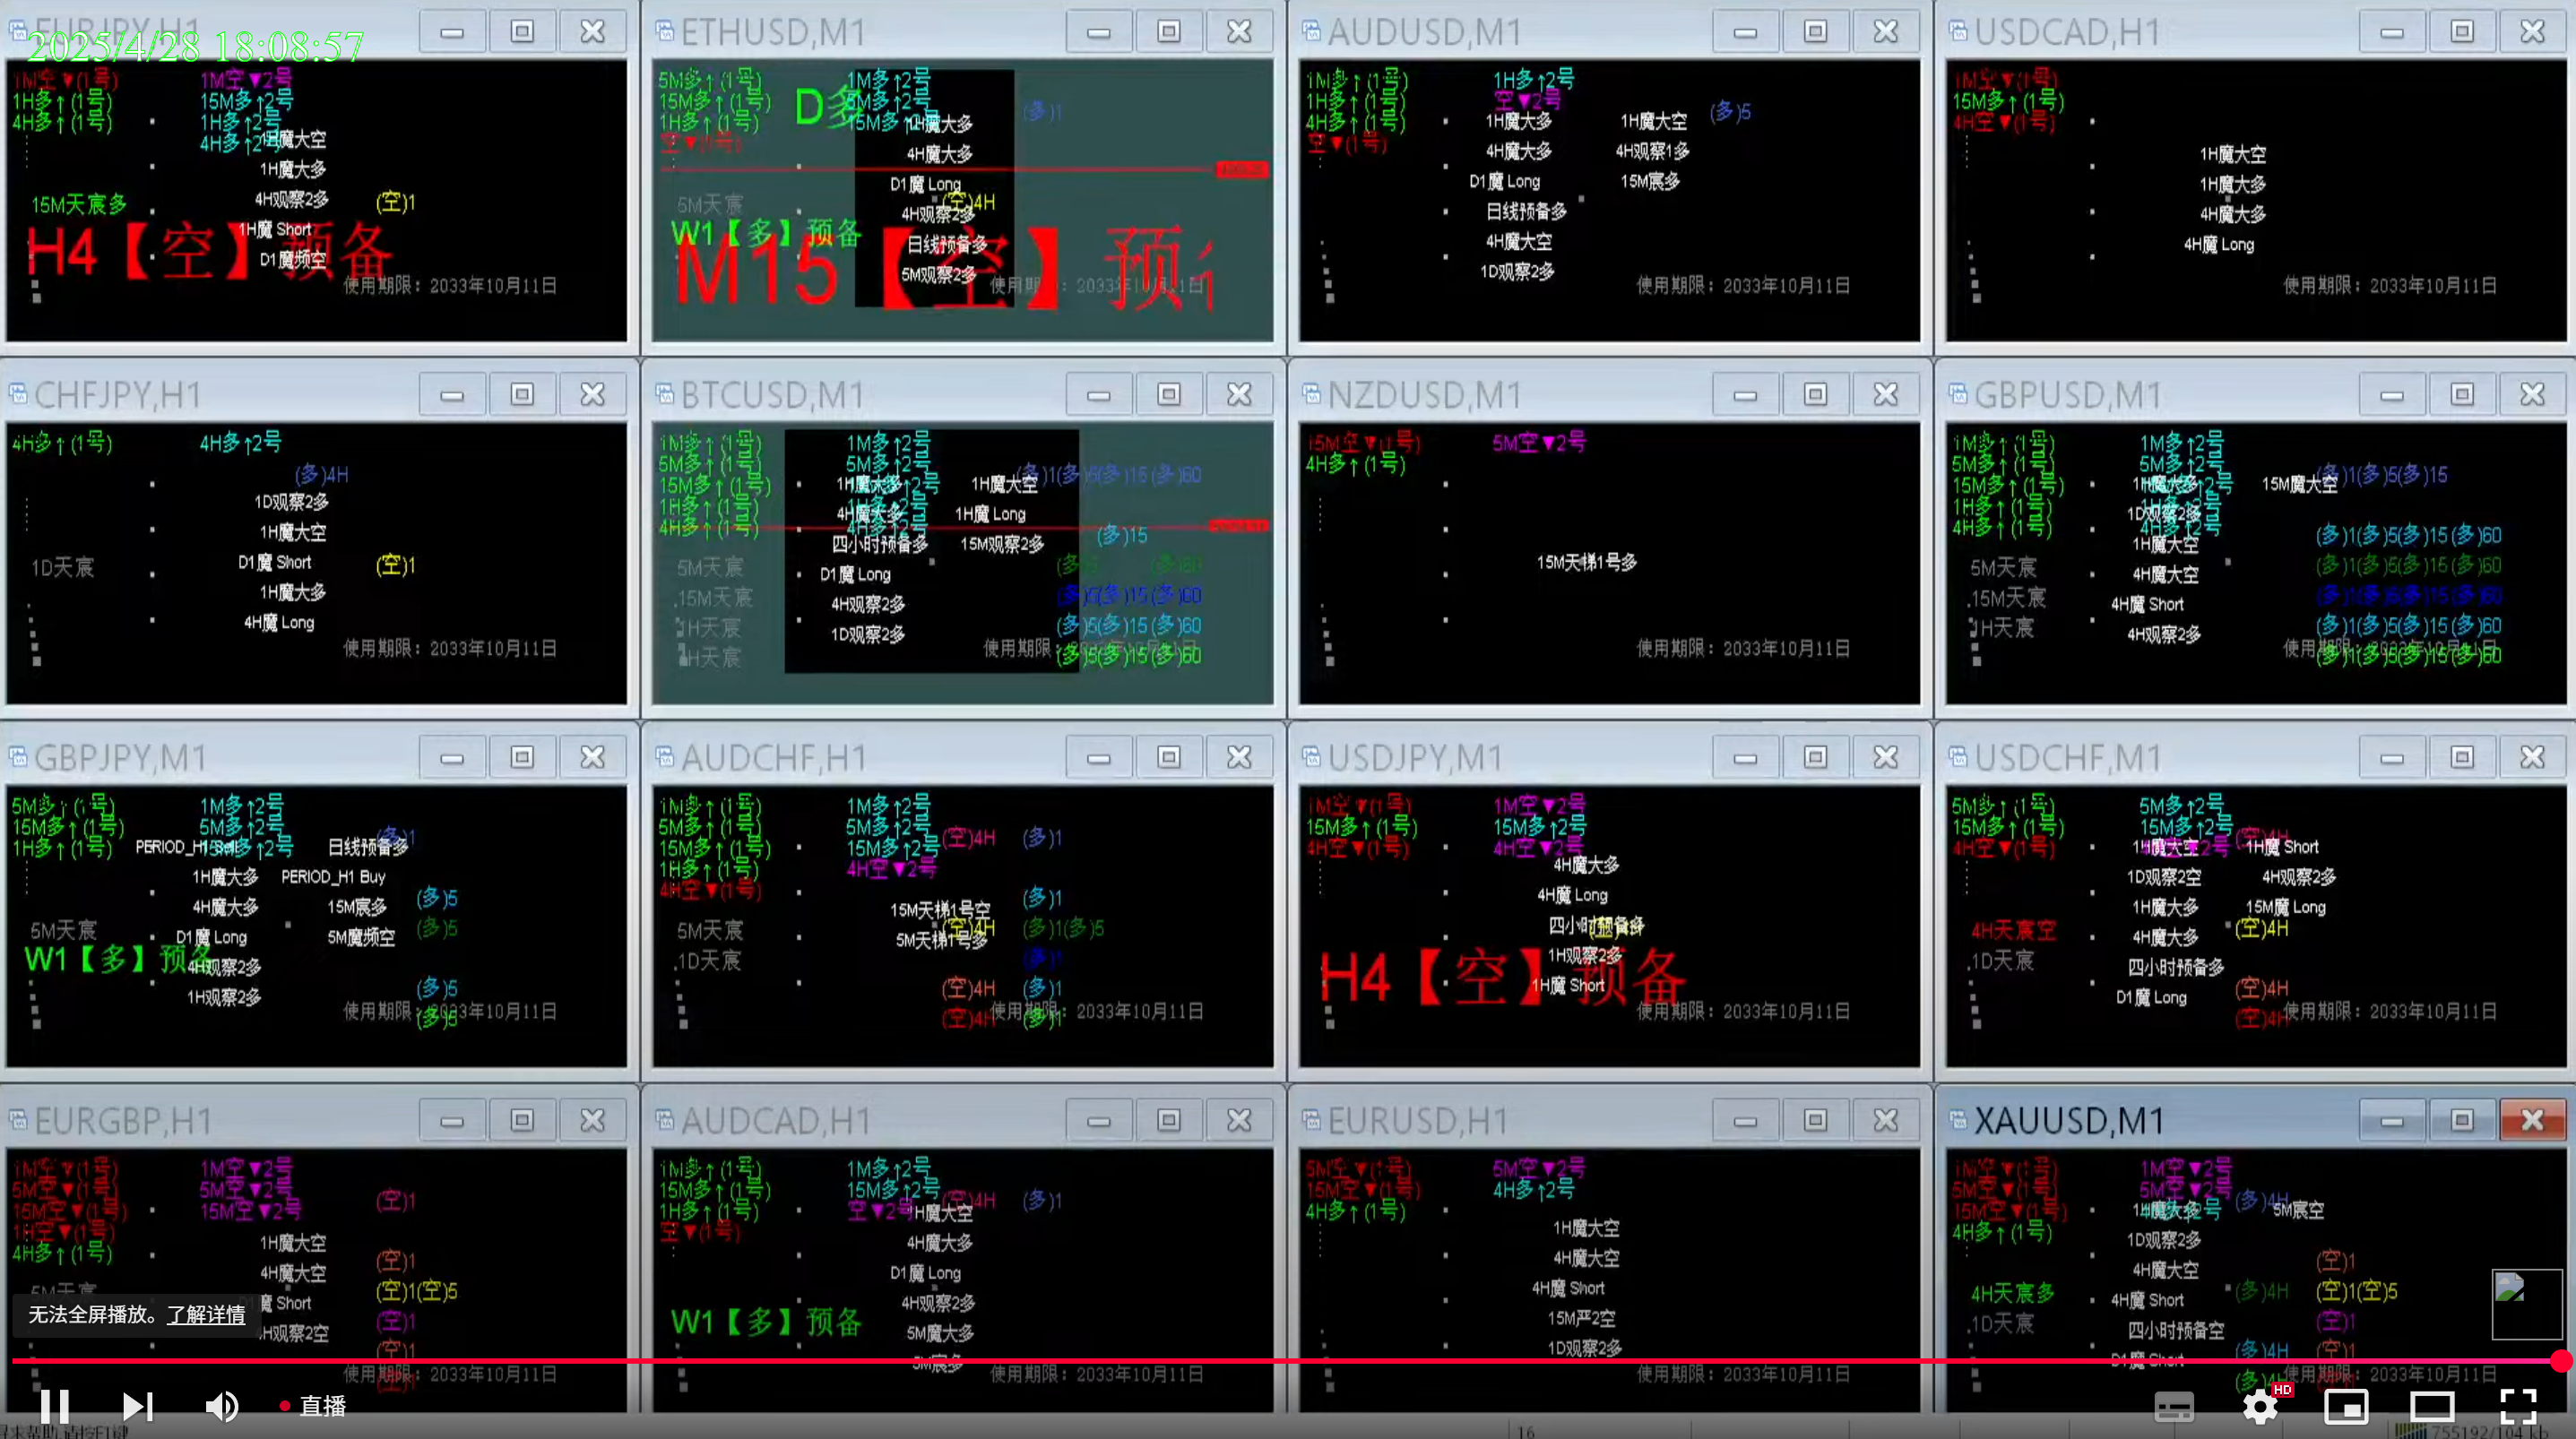 EURJPY,H1
2025/4/28 18:08:57
1M空▼(1号)
1M空▼2号
1H多↑(1号)
15M多↑2号
4H多↑(1号)
1H多↑2号
4H多↑2号
1H魔大空
1H魔大多
4H观察2多
(空)1
15M天宸多
1H魔 Short
H4【空】预备
D1魔频空
使用期限：2033年10月11日
ETHUSD,M1
5M多↑(1号)
1M多↑2号
15M多↑(1号)
5M多↑2号
D多
(多)1
1H多↑(1号)
15M多↑2号
1H魔大多
空▼(1号)
4H魔大多
D1魔 Long
5M天宸
(空)4H
4H观察2多
W1【多】预备
日线预备多
M15【空】预
5M观察2多
AUDUSD,M1
1M多↑(1号)
1H多↑2号
1H多↑(1号)
空▼2号
(多)5
4H多↑(1号)
1H魔大多
1H魔大空
空▼(1号)
4H魔大多
4H观察1多
D1魔 Long
15M宸多
日线预备多
4H魔大空
1D观察2多
使用期限：2033年10月11日
USDCAD,H1
1M空▼(1号)
15M多↑(1号)
4H空▼(1号)
1H魔大空
1H魔大多
4H魔大多
4H魔 Long
使用期限：2033年10月11日
CHFJPY,H1
4H多↑(1号)
4H多↑2号
(多)4H
1D观察2多
1H魔大空
1D天宸
D1魔 Short
(空)1
1H魔大多
4H魔 Long
使用期限：2033年10月11日
BTCUSD,M1
1M多↑(1号)
1M多↑2号
5M多↑(1号)
5M多↑2号
15M多↑(1号)
1H魔大多
1H魔大空
(多)1(多)5(多)15(多)60
1H多↑(1号)
1H多↑2号
4H魔大多
1H魔 Long
4H多↑(1号)
4H多↑2号
(多)15
四小时预备多
15M观察2多
5M天宸
D1魔 Long
.15M天宸
4H观察2多
(多)5(多)15(多)60
1H天宸
1D观察2多
(多)5(多)15(多)60
H天宸
(多)5(多)15(多)60
NZDUSD,M1
15M空▼(1号)
5M空▼2号
4H多↑(1号)
15M天梯1号多
使用期限：2033年10月11日
GBPUSD,M1
1M多↑(1号)
1M多↑2号
5M多↑(1号)
5M多↑2号
15M多↑(1号)
15M魔大空
(多)1(多)5(多)15
1H多↑(1号)
1D观察2多
4H多↑(1号)
1H魔大空
(多)1(多)5(多)15(多)60
5M天宸
4H魔大空
(多)1(多)5(多)15(多)60
.15M天宸
4H魔 Short
(多)1(多)5(多)15(多)60
1H天宸
4H观察2多
(多)1(多)5(多)15(多)60
(多)1(多)5(多)15(多)60
GBPJPY,M1
5M多↑(1号)
1M多↑2号
15M多↑(1号)
5M多↑2号
(多)1
1H多↑(1号)
15M多↑2号
日线预备多
1H魔大多
PERIOD_H1 Buy
4H魔大多
15M宸多
(多)5
5M天宸
D1魔 Long
5M魔频空
(多)5
W1【多】预备
4H观察2多
1H观察2多
(多)5
使用期限：2033年10月11日
(多)5
AUDCHF,H1
1M多↑(1号)
1M多↑2号
5M多↑(1号)
5M多↑2号
(空)4H
(多)1
15M多↑(1号)
15M多↑2号
1H多↑(1号)
4H空▼2号
4H空▼(1号)
15M天梯1号空
(多)1
5M天宸
(空)4H
(多)1(多)5
5M天梯1号多
.1D天宸
(多)1
(空)4H
(多)1
(空)4H
(多)1
使用期限：2033年10月11日
USDJPY,M1
1M空▼(1号)
1M空▼2号
15M多↑(1号)
15M多↑2号
4H空▼(1号)
4H空▼2号
4H魔大多
4H魔 Long
四小时预备多
1H观察2多
H4【空】预备
1H魔 Short
使用期限：2033年10月11日
USDCHF,M1
5M多↑(1号)
5M多↑2号
15M多↑(1号)
15M多↑2号
(空)4H
4H空▼(1号)
1H魔大空
1H魔 Short
1D观察2空
4H观察2多
1H魔大多
15M魔 Long
4H天宸空
4H魔大多
(空)4H
.1D天宸
四小时预备多
D1魔 Long
(空)4H
(空)4H
使用期限：2033年10月11日
EURGBP,H1
1M空▼(1号)
1M空▼2号
5M空▼(1号)
5M空▼2号
(空)1
15M空▼(1号)
15M空▼2号
1H空▼(1号)
1H魔大空
4H多↑(1号)
(空)1
4H魔大空
5M天宸
(空)1(空)5
魔 Short
(空)1
4H观察2空
(空)1
使用期限：2033年10月11日
无法全屏播放。了解详情
AUDCAD,H1
1M多↑(1号)
1M多↑2号
15M多↑(1号)
15M多↑2号
(空)4H
(多)1
1H多↑(1号)
空▼2号
1H魔大空
空▼(1号)
4H魔大多
D1魔 Long
4H观察2多
W1【多】预备
5M魔大多
5M宸多
使用期限：2033年10月11日
EURUSD,H1
5M空▼(1号)
5M空▼2号
15M空▼(1号)
4H多↑2号
4H多↑(1号)
1H魔大空
4H魔大空
4H魔 Short
15M严2空
1D观察2多
使用期限：2033年10月11日
XAUUSD,M1
1M空▼(1号)
1M空▼2号
5M空▼(1号)
5M空▼2号
(多)4H
15M空▼(1号)
5M宸空
4H多↑(1号)
1D观察2多
4H魔大空
(空)1
4H天宸多
4H魔 Short
(多)4H
(空)1(空)5
.1D天宸
四小时预备空
(空)1
(多)4H
(空)1
D1魔 Short
使用期限：2033年10月11日
直播
HD
16
755192/104 kb